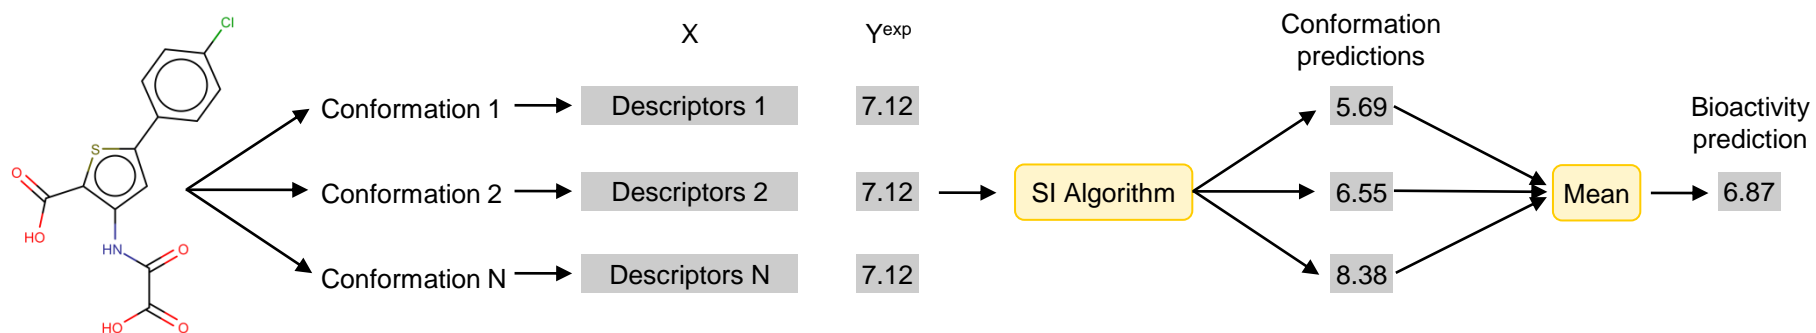 Cl
S
O
HO
HN
O
HO
O
Conformation 1
Conformation 2
Conformation N
X
Descriptors 1
Descriptors 2
Descriptors N
Yexp
7.12
7.12
7.12
SI Algorithm
Conformation
predictions
5.69
6.55
8.38
Mean
Bioactivity
prediction
6.87